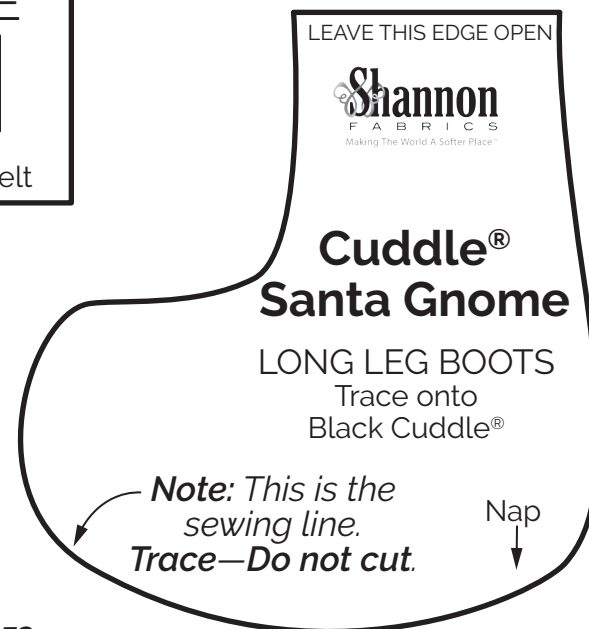 LEAVE THIS EDGE OPEN
Shannon
FABRICS
Making The World A Softer Place™
Cuddle®
Santa Gnome
LONG LEG BOOTS
Trace onto
Black Cuddle®
Note: This is the
sewing line.
Trace—Do not cut.
Nap